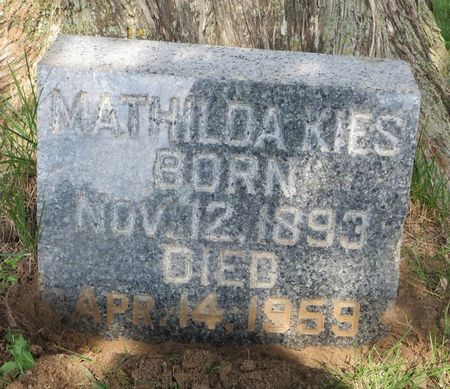 MATHILDA KIES
BORN
NOV. 12, 1893
DIED
APR. 14, 1959